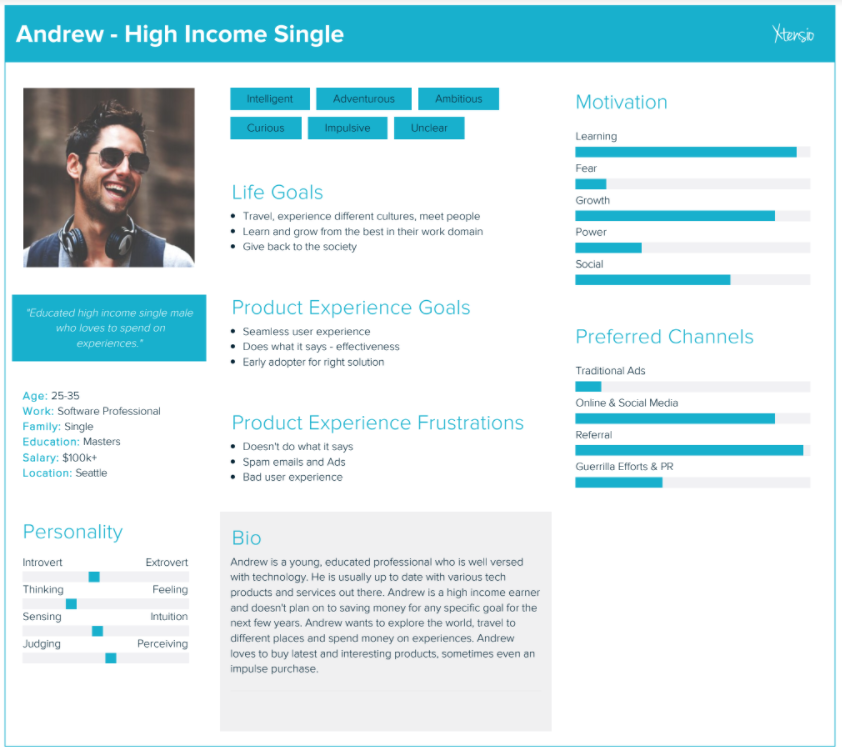 Andrew - High Income Single
Xtensio
Intelligent
Adventurous
Ambitious
Curious
Impulsive
Unclear
"Educated high income single male
who loves to spend on
experiences."
Age: 25-35
Work: Software Professional
Family: Single
Education: Masters
Salary: $100k+
Location: Seattle
Personality
Introvert Extrovert
Thinking Feeling
Sensing Intuition
Judging Perceiving
Life Goals
Travel, experience different cultures, meet people
Learn and grow from the best in their work domain
Give back to the society
Product Experience Goals
Seamless user experience
Does what it says - effectiveness
Early adopter for right solution
Product Experience Frustrations
Doesn't do what it says
Spam emails and Ads
Bad user experience
Bio
Andrew is a young, educated professional who is well versed
with technology. He is usually up to date with various tech
products and services out there. Andrew is a high income earner
and doesn't plan on to saving money for any specific goal for the
next few years. Andrew wants to explore the world, travel to
different places and spend money on experiences. Andrew
loves to buy latest and interesting products, sometimes even an
impulse purchase.
Motivation
Learning
Fear
Growth
Power
Social
Preferred Channels
Traditional Ads
Online & Social Media
Referral
Guerrilla Efforts & PR